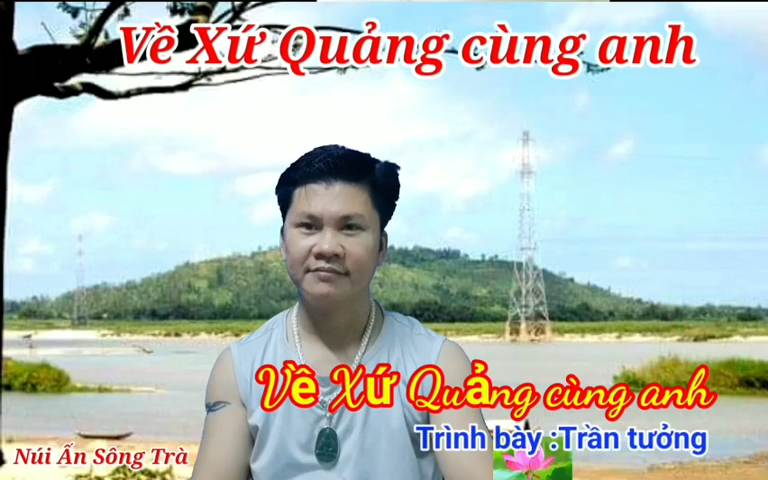 Về Xứ Quảng cùng anh
Về Xứ Quảng cùng anh
Trình bày :Trần tưởng
Núi Ấn Sông Trà